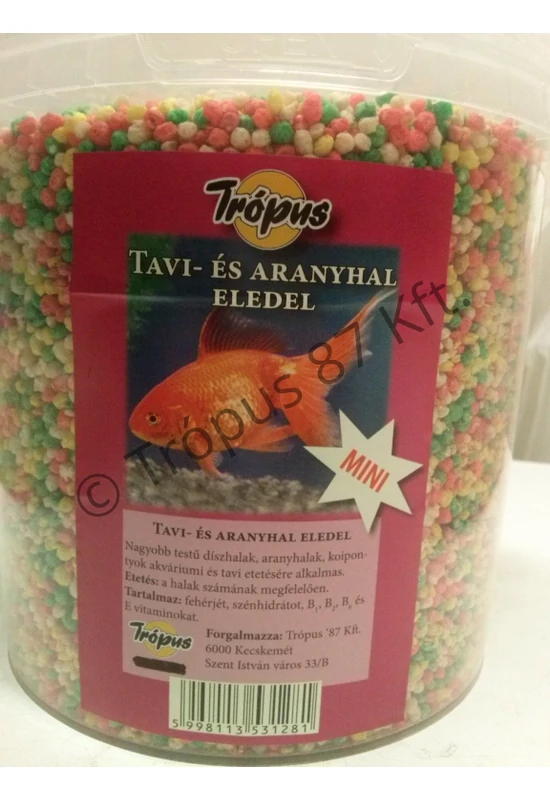 Trópus
TAVI- ÉS ARANYHAL
ELEDEL
MINI
© Trópus 87 Kft.
TAVI- ÉS ARANYHAL ELEDEL
Nagyobb testű díszhalak, aranyhalak, koipon-
tyok akváriumi és tavi etetésére alkalmas.
Etetés: a halak számának megfelelően.
Tartalmaz: fehérjét, szénhidrátot, B₁, B₂, B₆ és
E vitaminokat.
Trópus
Forgalmazza: Trópus '87 Kft.
6000 Kecskemét
Szent István város 33/B
5 998113 531281